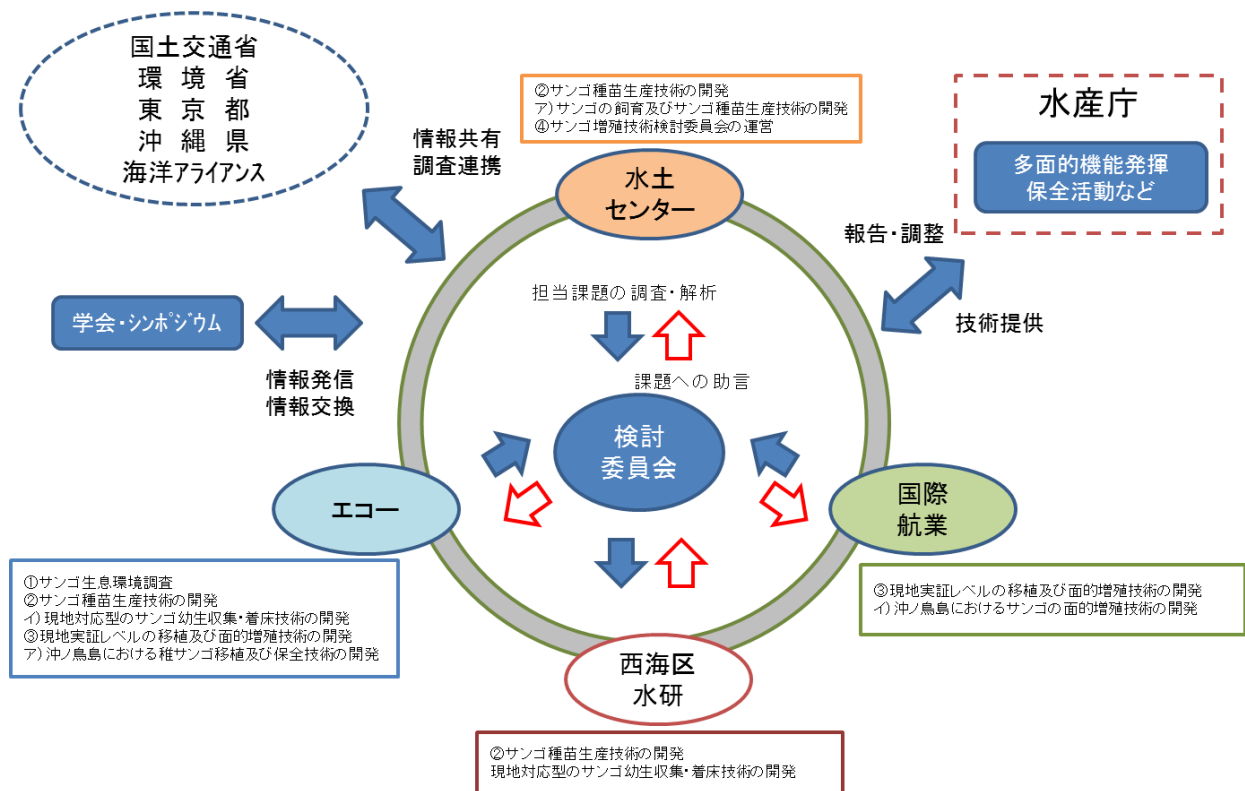 国土交通省
環 境 省
東 京 都
沖 縄 県
海洋アライアンス
情報共有
調査連携
②サンゴ種苗生産技術の開発
ア)サンゴの飼育及びサンゴ種苗生産技術の開発
④サンゴ増殖技術検討委員会の運営
水土
センター
水産庁
多面的機能発揮
保全活動など
報告・調整
技術提供
学会・シンポジウム
情報発信
情報交換
担当課題の調査・解析
課題への助言
検討
委員会
エコー
国際
航業
①サンゴ生息環境調査
②サンゴ種苗生産技術の開発
イ)現地対応型のサンゴ幼生収集・着床技術の開発
③現地実証レベルの移植及び面的増殖技術の開発
ア)沖ノ鳥島における稚サンゴ移植及び保全技術の開発
③現地実証レベルの移植及び面的増殖技術の開発
イ)沖ノ鳥島におけるサンゴの面的増殖技術の開発
西海区
水研
②サンゴ種苗生産技術の開発
現地対応型のサンゴ幼生収集・着床技術の開発